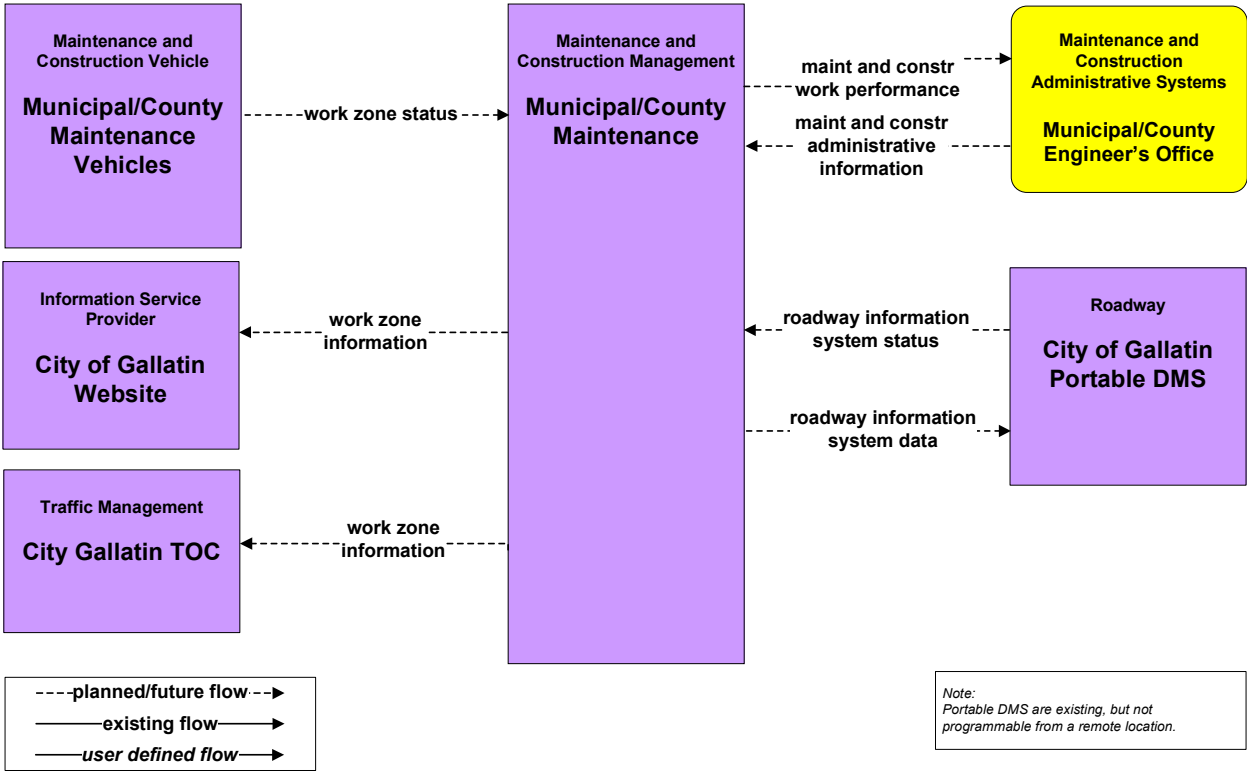 Maintenance and
Construction Vehicle
Municipal/County
Maintenance
Vehicles
work zone status
Maintenance and
Construction Management
Municipal/County
Maintenance
maint and constr
work performance
maint and constr
administrative
information
Maintenance and
Construction
Administrative Systems
Municipal/County
Engineer's Office
Information Service
Provider
City of Gallatin
Website
work zone
information
roadway information
system status
roadway information
system data
Roadway
City of Gallatin
Portable DMS
Traffic Management
City Gallatin TOC
work zone
information
planned/future flow
existing flow
user defined flow
Note:
Portable DMS are existing, but not
programmable from a remote location.